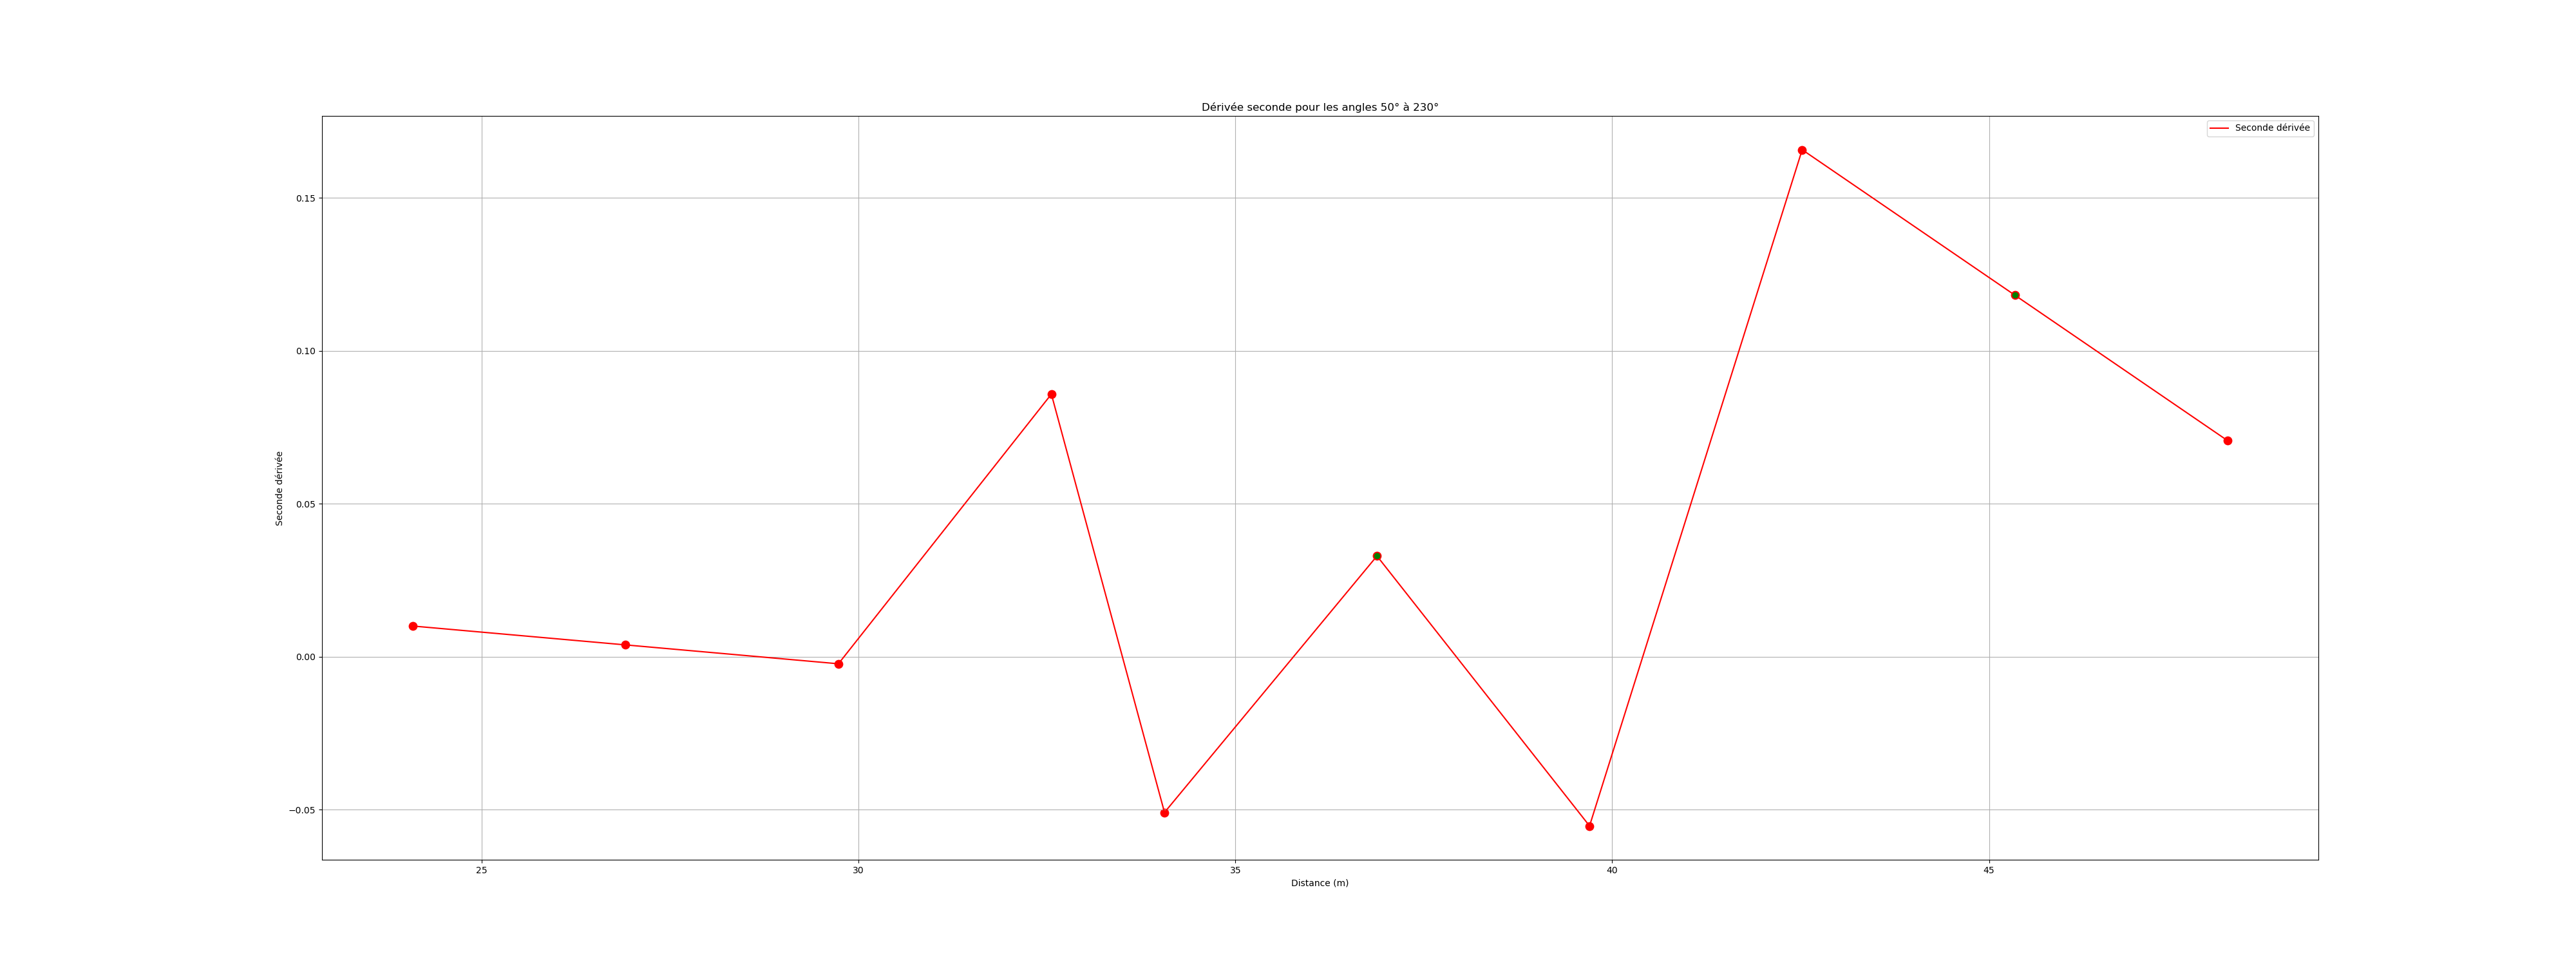 Dérivée seconde pour les angles 50° à 230°
Seconde dérivée
0.15
0.10
0.05
0.00
−0.05
Seconde dérivée
25
30
35
40
45
Distance (m)